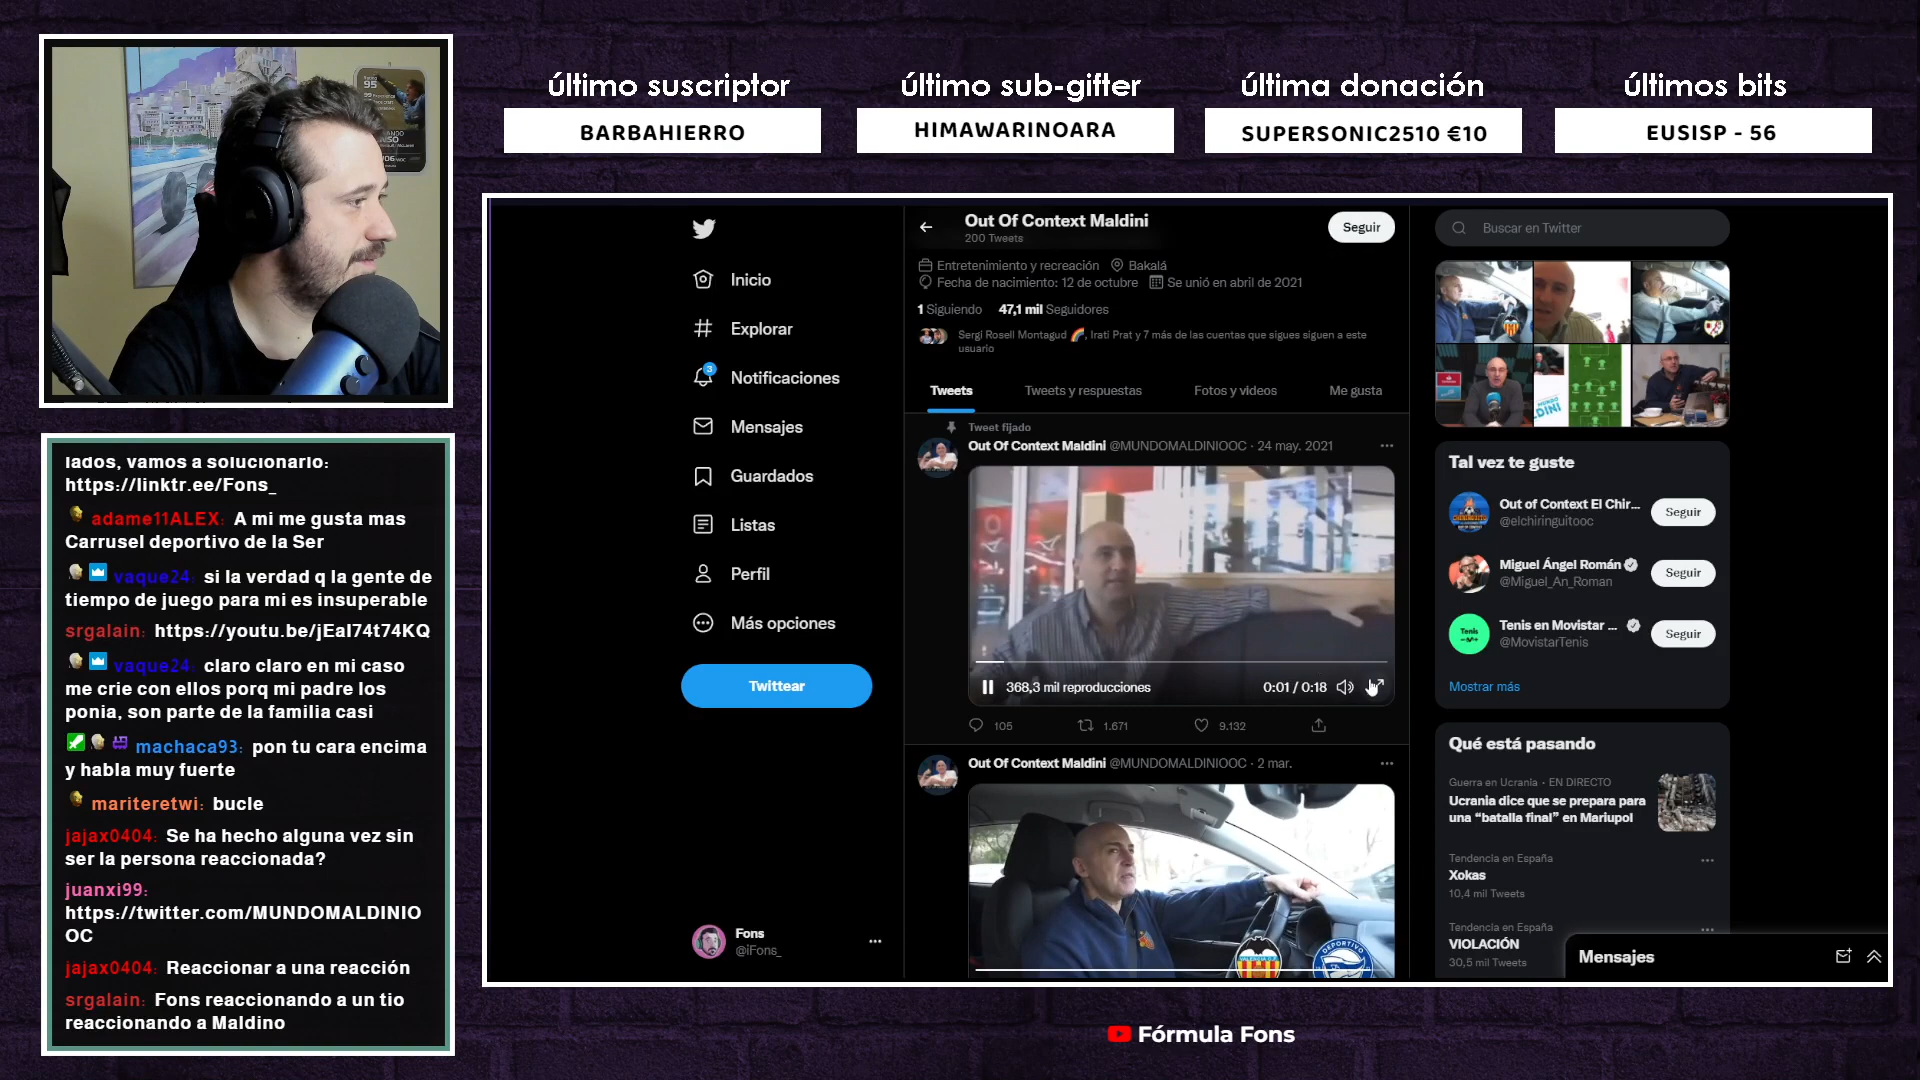 último suscriptor
BARBAHIERRO
último sub-gifter
HIMAWARINOARA
última donación
SUPERSONIC2510 €10
últimos bits
EUSISP - 56
lados, vamos a solucionarlo:
https://linktr.ee/Fons_
adame11ALEX: A mi me gusta mas
Carrusel deportivo de la Ser
vaque24: si la verdad q la gente de
tiempo de juego para mi es insuperable
srgalain: https://youtu.be/jEaI74t74KQ
vaque24: claro claro en mi caso
me crie con ellos porq mi padre los
ponia, son parte de la familia casi
machaca93: pon tu cara encima
y habla muy fuerte
mariteretwi: bucle
jajax0404: Se ha hecho alguna vez sin
ser la persona reaccionada?
juanxi99:
https://twitter.com/MUNDOMALDINIO
OC
jajax0404: Reaccionar a una reacción
srgalain: Fons reaccionando a un tio
reaccionando a Maldino
Inicio
Explorar
3
Notificaciones
Mensajes
Guardados
Listas
Perfil
Más opciones
Twittear
Fons
@iFons_
Out Of Context Maldini
200 Tweets
Seguir
Entretenimiento y recreación Bakalá
Fecha de nacimiento: 12 de octubre Se unió en abril de 2021
1 Siguiendo 47,1 mil Seguidores
Sergi Rosell Montagud 🌈, Irati Prat y 7 más de las cuentas que sigues siguen a este
usuario
Tweets Tweets y respuestas Fotos y videos Me gusta
Tweet fijado
Out Of Context Maldini @MUNDOMALDINIOOC · 24 may. 2021
368,3 mil reproducciones 0:01 / 0:18
105 1.671 9.132
Out Of Context Maldini @MUNDOMALDINIOOC · 2 mar.
DEPORTIVO
Buscar en Twitter
Tal vez te guste
Out of Context El Chir...
@elchiringuitooc
Seguir
Miguel Ángel Román
@Miguel_An_Roman
Seguir
Tenis
Tenis en Movistar ...
@MovistarTenis
Seguir
Mostrar más
Qué está pasando
Guerra en Ucrania · EN DIRECTO
Ucrania dice que se prepara para
una “batalla final” en Mariupol
Tendencia en España
Xokas
10,4 mil Tweets
Tendencia en España
VIOLACIÓN
30,5 mil Tweets
Mensajes
Fórmula Fons